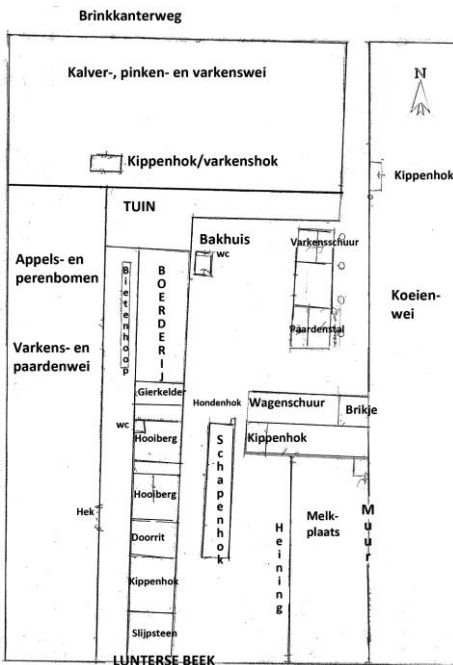 Brinkkanterweg
Kalver-, pinken- en varkenswei
N
Kippenhok/varkenshok
Kippenhok
TUIN
Bakhuis
wc
Varkensschuur
Appels- en
perenbomen
Bietenhoop
BOERDERIJ
Koeien-
wei
Paardenstal
Varkens- en
paardenwei
Gierkelder
Hondenhok
Wagenschuur
Brikje
wc
Hooiberg
Schapenhok
Kippenhok
Hooiberg
Hek
Heining
Melk-
plaats
Muur
Doorrit
Kippenhok
Slijpsteen
LUNTERSE BEEK